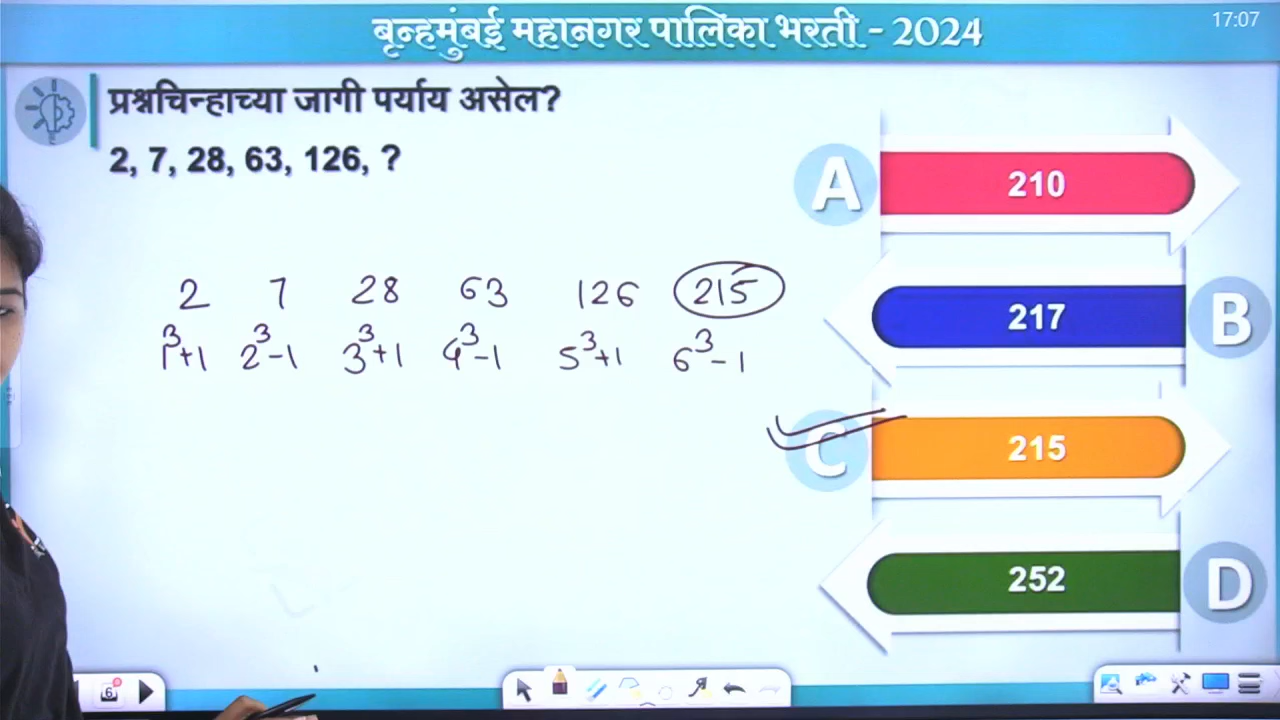 बृन्हमुंबई महानगर पालिका भरती - 2024
17:07
प्रश्नचिन्हाच्या जागी पर्याय असेल?
2, 7, 28, 63, 126, ?
A 210
217 B
C 215
252 D
2 7 28 63 126 215
1³+1 2³-1 3³+1 4³-1 5³+1 6³-1
6